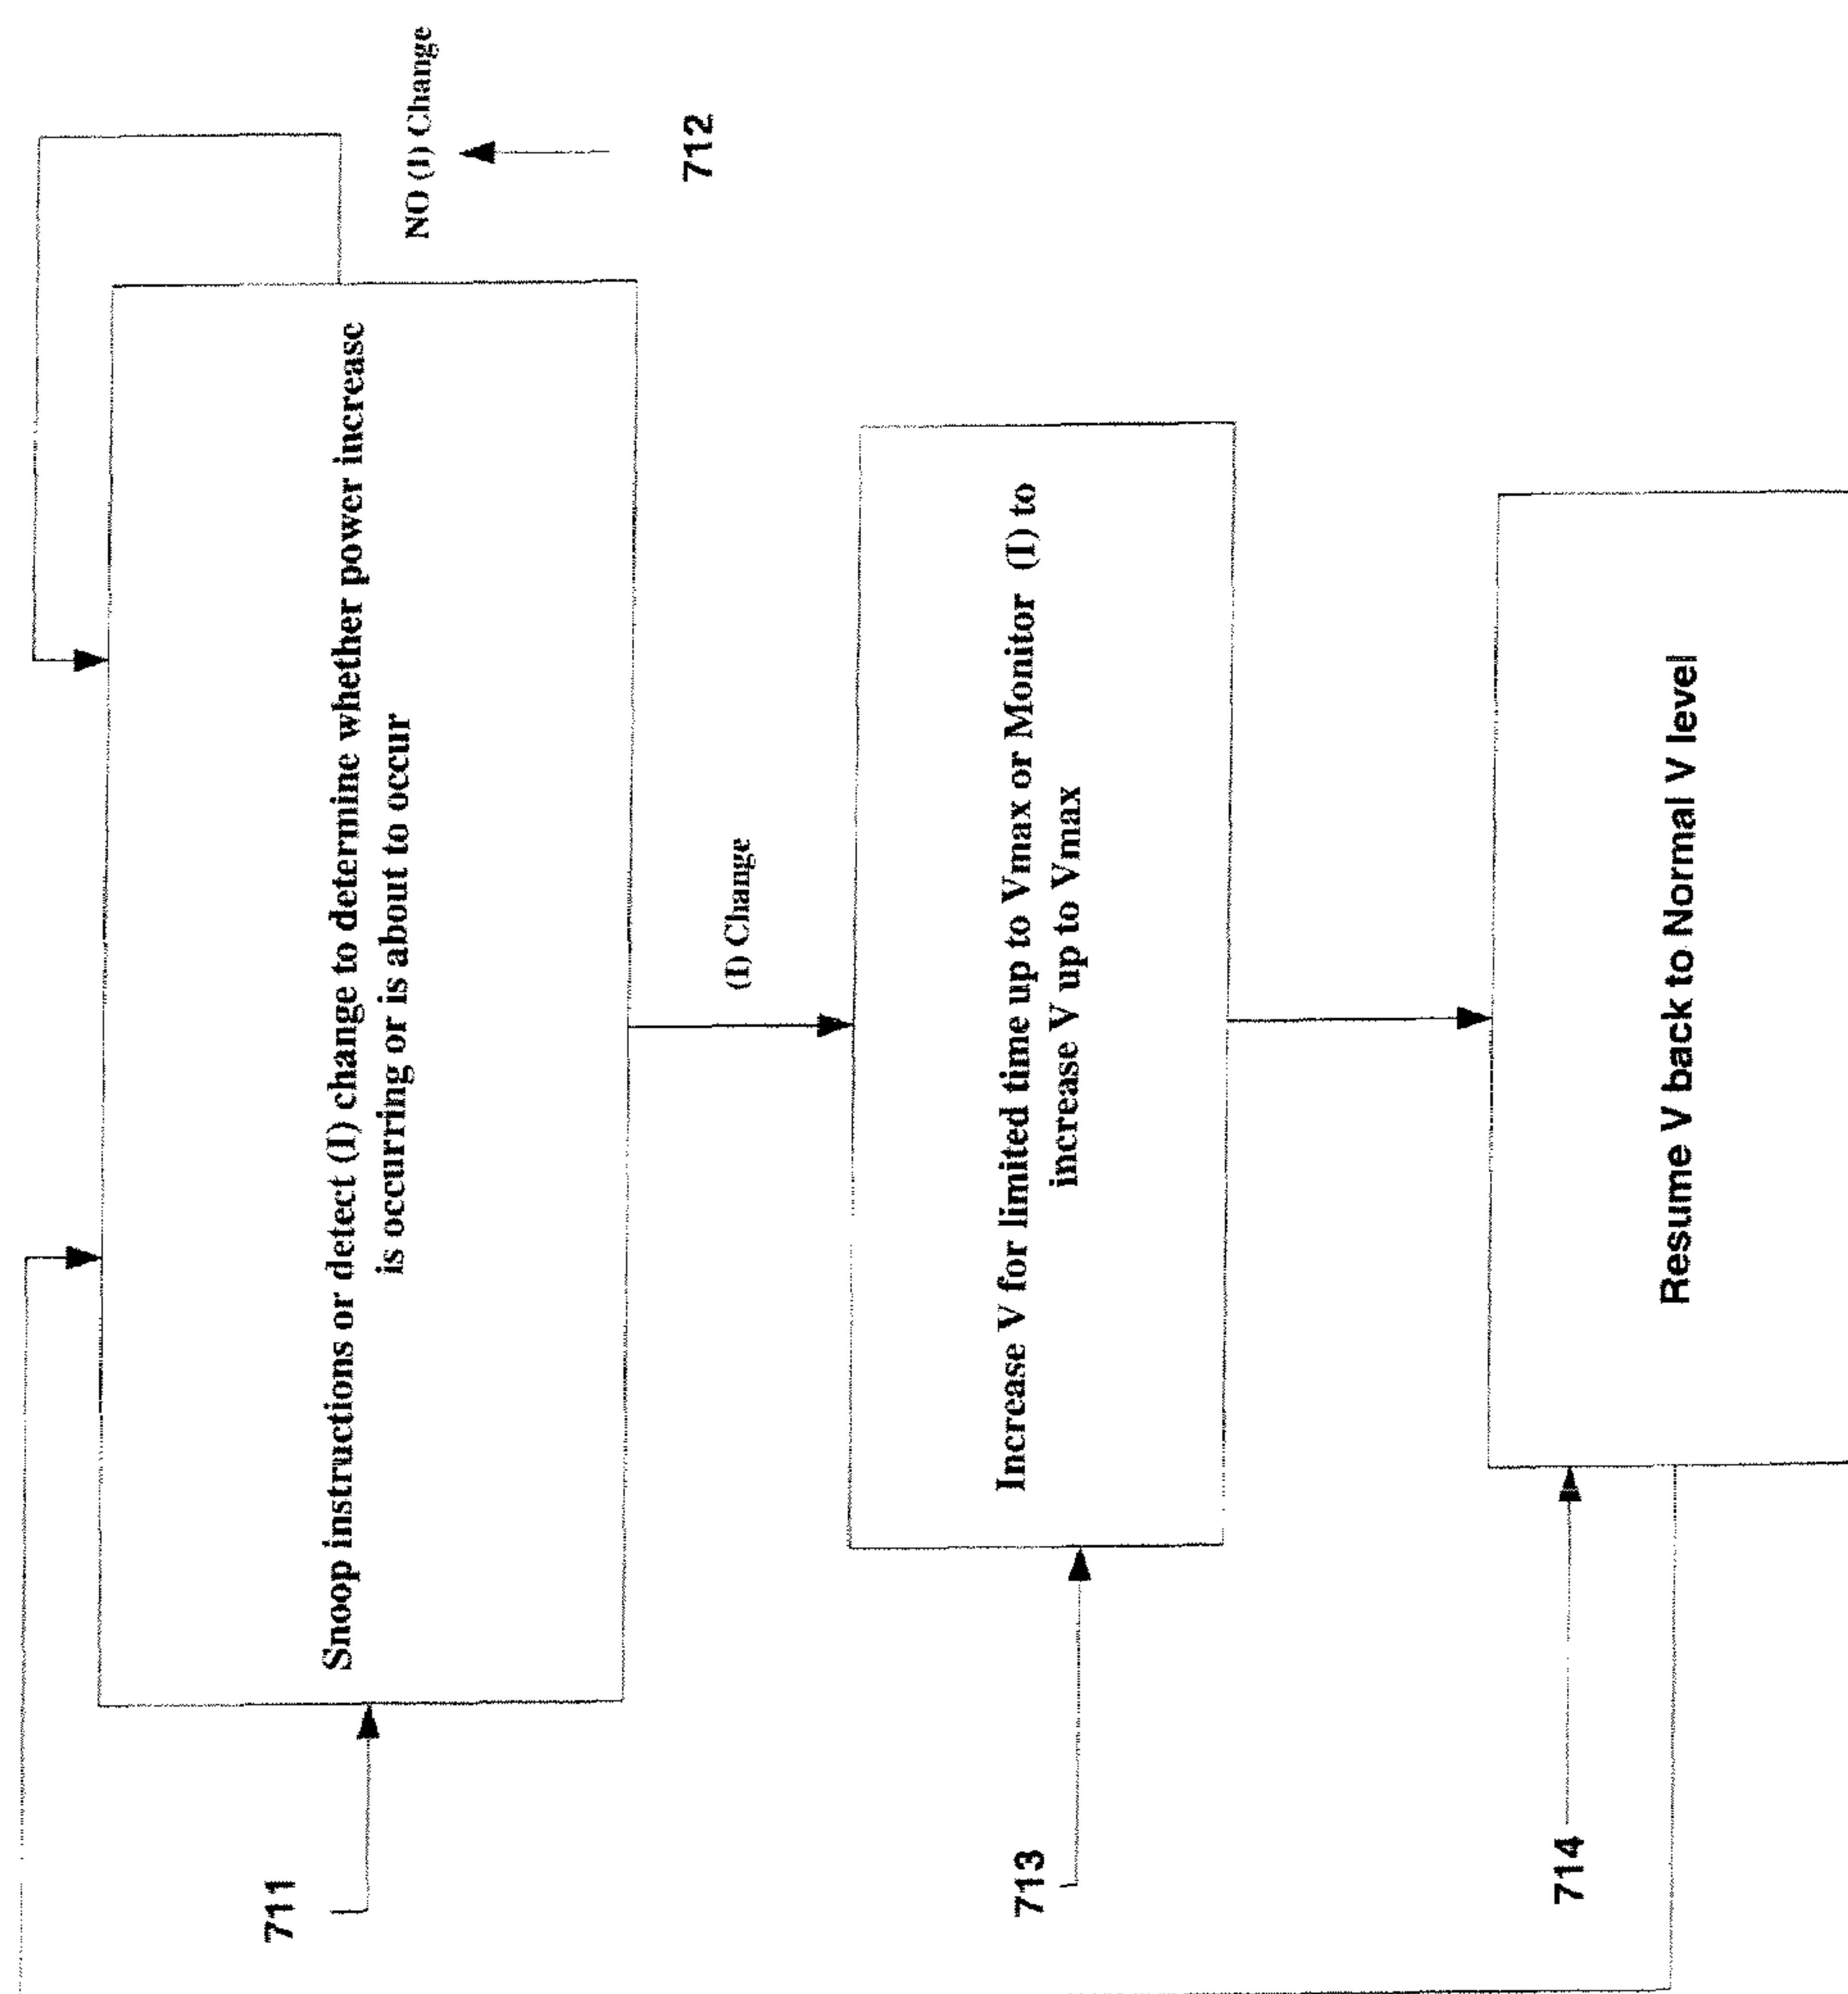 711
Snoop instructions or detect (I) change to determine whether power increase
is occurring or is about to occur
NO (I) Change
712
(I) Change
713
Increase V for limited time up to Vmax or Monitor (I) to
increase V up to Vmax
714
Resume V back to Normal V level